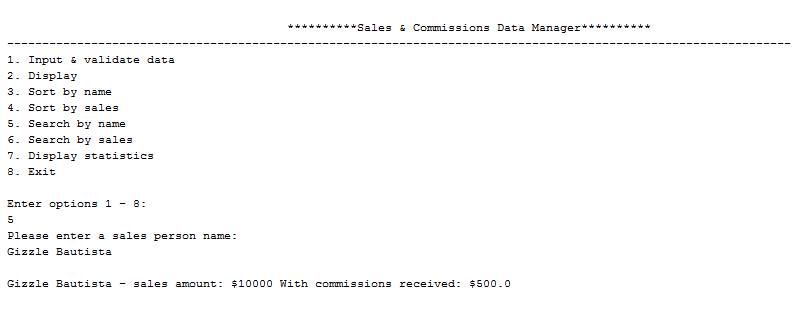 **********Sales & Commissions Data Manager**********
----------------------------------------------------------------------------------------------------------------
1. Input & validate data
2. Display
3. Sort by name
4. Sort by sales
5. Search by name
6. Search by sales
7. Display statistics
8. Exit
Enter options 1 - 8:
5
Please enter a sales person name:
Gizzle Bautista
Gizzle Bautista - sales amount: $10000 With commissions received: $500.0